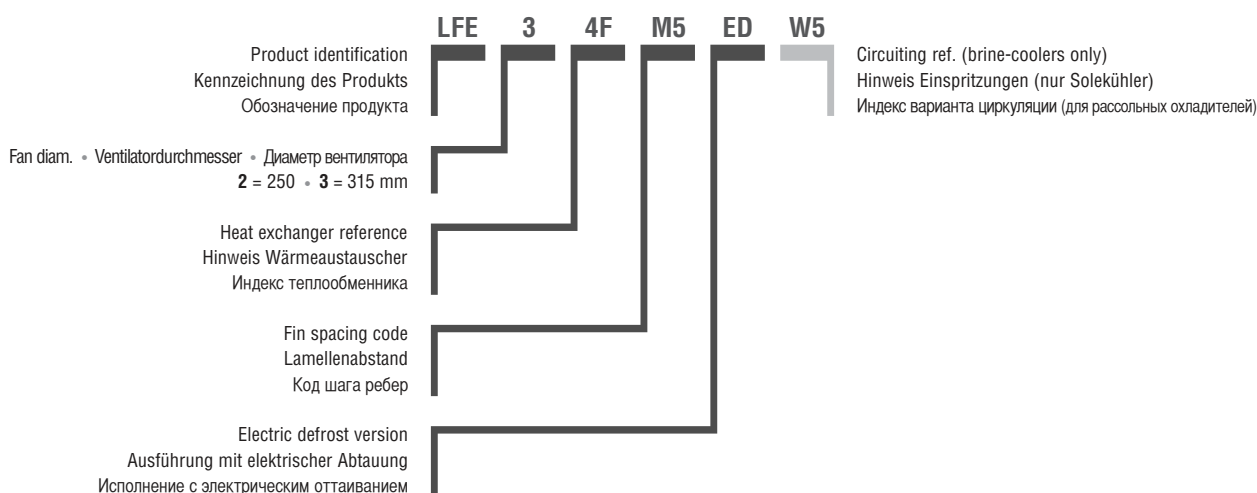 LFE 3 4F M5 ED W5
Product identification
Kennzeichnung des Produkts
Обозначение продукта
Circuiting ref. (brine-coolers only)
Hinweis Einspritzungen (nur Solekühler)
Индекс варианта циркуляции (для рассольных охладителей)
Fan diam. • Ventilatordurchmesser • Диаметр вентилятора
2 = 250 • 3 = 315 mm
Heat exchanger reference
Hinweis Wärmeaustauscher
Индекс теплообменника
Fin spacing code
Lamellenabstand
Код шага ребер
Electric defrost version
Ausführung mit elektrischer Abtauung
Исполнение с электрическим оттаиванием